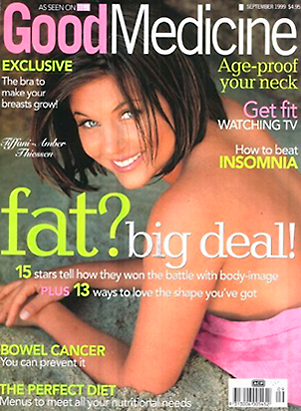 AS SEEN ON
SEPTEMBER 1999 $4.95
GoodMedicine
EXCLUSIVE
The bra to
make your
breasts grow!
Tiffani-Amber
Thiessen
Age-proof
your neck
Get fit
WATCHING TV
How to beat
INSOMNIA
fat? big deal!
15 stars tell how they won the battle with body-image
PLUS 13 ways to love the shape you've got
BOWEL CANCER
You can prevent it
THE PERFECT DIET
Menus to meet all your nutritional needs
acp